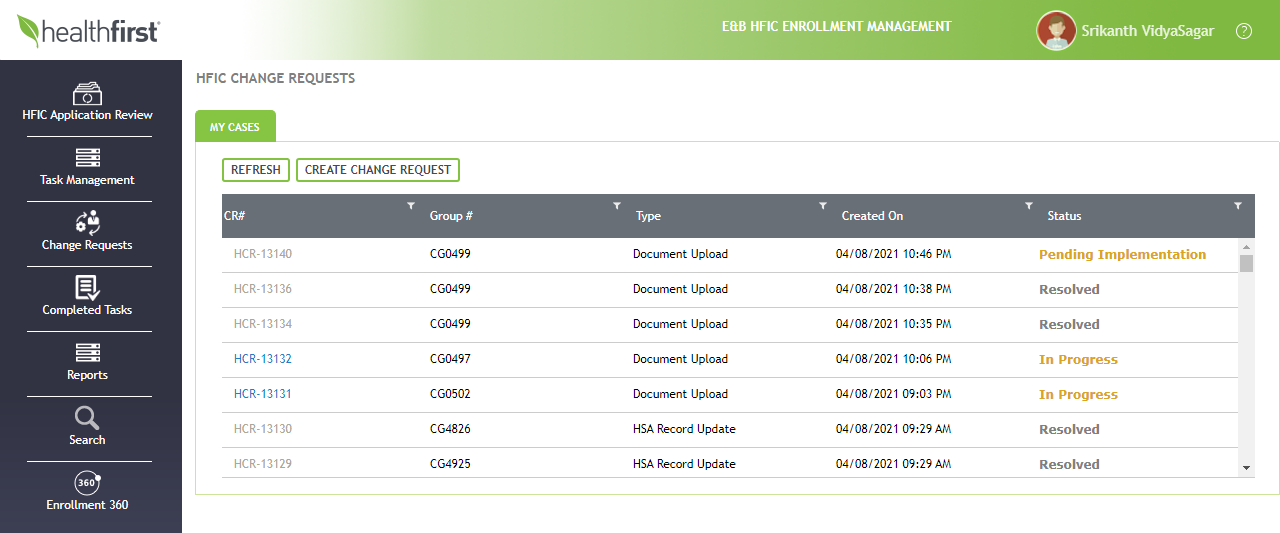 healthfirst
E&B HFIC ENROLLMENT MANAGEMENT
Srikanth VidyaSagar
?
HFIC Application Review
Task Management
Change Requests
Completed Tasks
Reports
Search
360°
Enrollment 360
HFIC CHANGE REQUESTS
MY CASES
REFRESH CREATE CHANGE REQUEST
CR# Group # Type Created On Status
HCR-13140 CG0499 Document Upload 04/08/2021 10:46 PM Pending Implementation
HCR-13136 CG0499 Document Upload 04/08/2021 10:38 PM Resolved
HCR-13134 CG0499 Document Upload 04/08/2021 10:35 PM Resolved
HCR-13132 CG0497 Document Upload 04/08/2021 10:06 PM In Progress
HCR-13131 CG0502 Document Upload 04/08/2021 09:03 PM In Progress
HCR-13130 CG4826 HSA Record Update 04/08/2021 09:29 AM Resolved
HCR-13129 CG4925 HSA Record Update 04/08/2021 09:29 AM Resolved